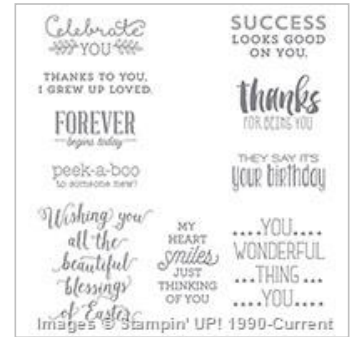 Celebrate
YOU
THANKS TO YOU,
I GREW UP LOVED.
FOREVER
begins today
peek-a-boo
to someone new!
Wishing you
all the
beautiful
blessings
of Easter
MY
HEART
smiles
JUST
THINKING
OF YOU
SUCCESS
LOOKS GOOD
ON YOU.
thanks
FOR BEING YOU
THEY SAY IT'S
your birthday
....YOU....
WONDERFUL
...THING...
....YOU....
Images © Stampin' UP! 1990-Current